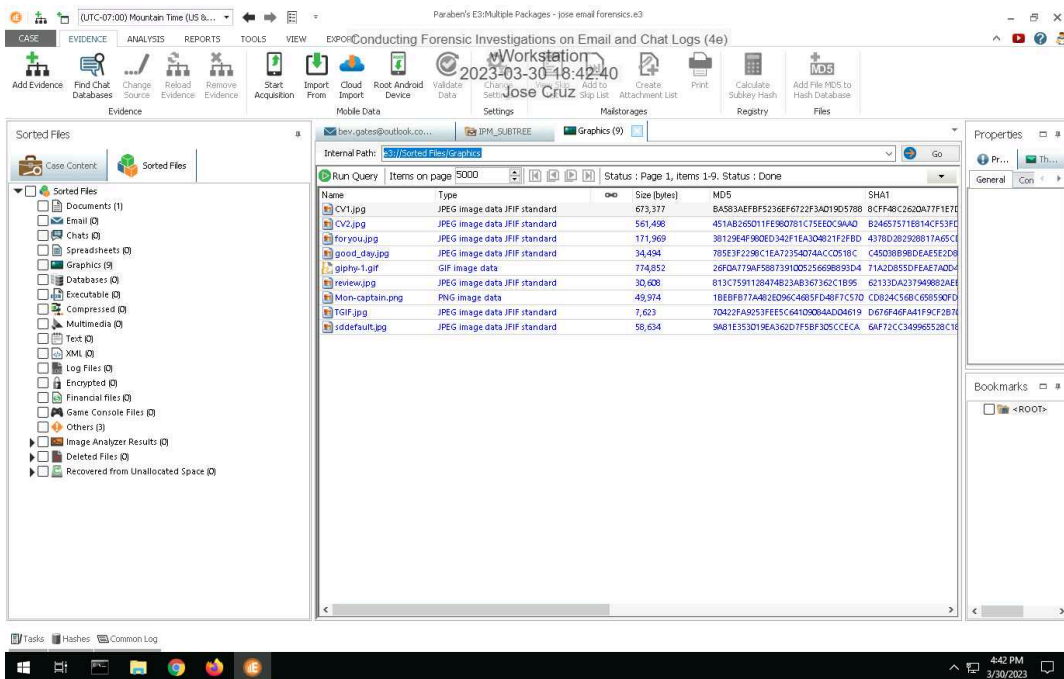 (UTC-07:00) Mountain Time (US &...
Paraben's E3:Multiple Packages - jose email forensics.e3
CASE EVIDENCE ANALYSIS REPORTS TOOLS VIEW
Conducting Forensic Investigations on Email and Chat Logs (4e)
vWorkstation
2023-03-30 18:42:40
Jose Cruz
Add Evidence
Find Chat Databases
Change Source
Reload Evidence
Remove Evidence
Start Acquisition
Import From
Cloud Import
Root Android Device
Validate Data
Add to Skip List
Create Attachment List
Print
Calculate Subkey Hash
Add File MD5 to Hash Database
Evidence
Mobile Data
Settings
Mailstorages
Registry
Files
Sorted Files
Case Content
Sorted Files
Sorted Files
Documents (1)
Email (0)
Chats (0)
Spreadsheets (0)
Graphics (9)
Databases (0)
Executable (0)
Compressed (0)
Multimedia (0)
Text (0)
XML (0)
Log Files (0)
Encrypted (0)
Financial files (0)
Game Console Files (0)
Others (3)
Image Analyzer Results (0)
Deleted Files (0)
Recovered from Unallocated Space (0)
bev.gates@outlook.co...
IPM_SUBTREE
Graphics (9)
Internal Path: e3://Sorted Files/Graphics
Go
Run Query Items on page 5000 Status : Page 1, items 1-9. Status : Done
Name Type Size (bytes) MD5 SHA1
CV1.jpg JPEG image data JFIF standard 673,377
CV2.jpg JPEG image data JFIF standard 561,498
foryou.jpg JPEG image data JFIF standard 171,969
good_day.jpg JPEG image data JFIF standard 34,494
giphy-1.gif GIF image data 774,852
review.jpg JPEG image data JFIF standard 30,608
Mon-captain.png PNG image data 49,974
TGIF.jpg JPEG image data JFIF standard 7,623
sddefault.jpg JPEG image data JFIF standard 58,634
Properties
Pr...
Th...
General
Con
Bookmarks
<ROOT>
Tasks Hashes Common Log
4:42 PM
3/30/2023